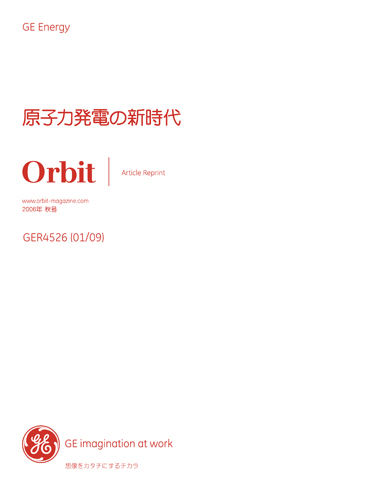 GE Energy
原子力発電の新時代
Orbit
Article Reprint
www.orbit-magazine.com
2006年 秋号
GER4526 (01/09)
GE imagination at work
想像をカタチにするチカラ